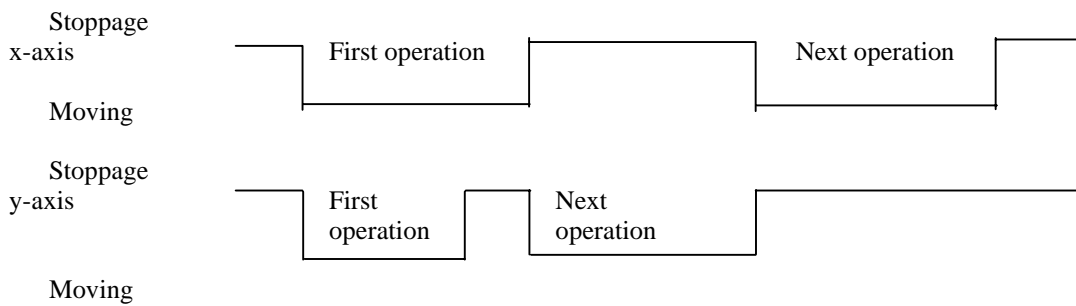 Stoppage
x-axis
First operation
Next operation
Moving
Stoppage
y-axis
First
operation
Next
operation
Moving